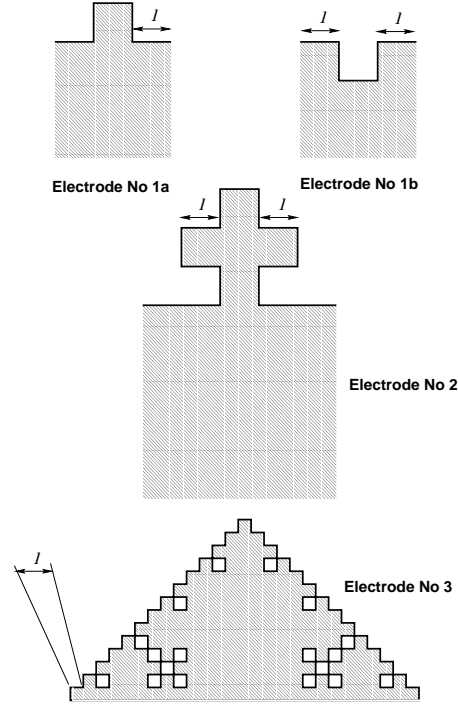 l
l l
Electrode No 1a
Electrode No 1b
l l
Electrode No 2
l
Electrode No 3